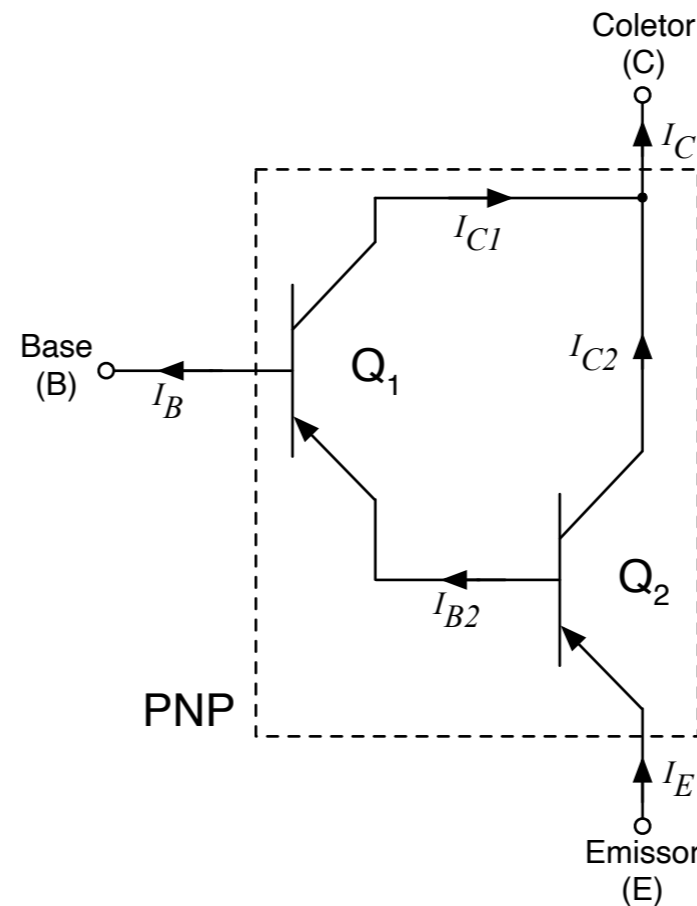 Coletor
(C)
I_C
I_C1
Base
(B)
I_B
Q_1
I_C2
I_B2
Q_2
PNP
I_E
Emissor
(E)